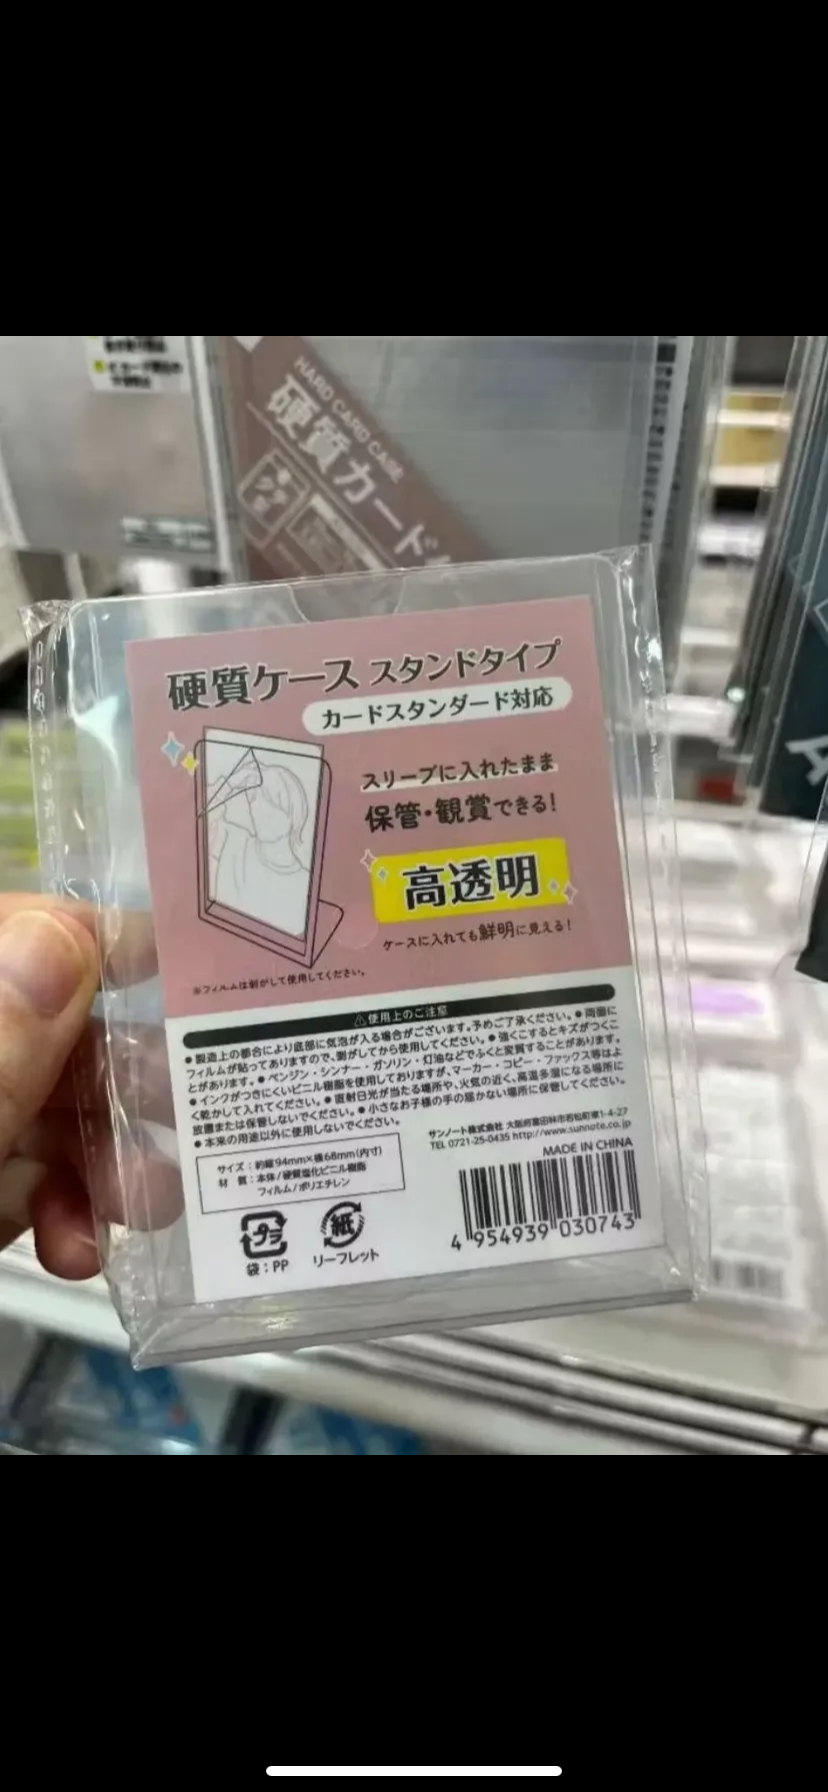 HARD CARD CASE
硬質カード
硬質ケース スタンドタイプ
カードスタンダード対応
スリーブに入れたまま
保管・観賞できる!
高透明
ケースに入れても鮮明に見える!
※フィルムは剥がして使用してください。
⚠使用上のご注意
●製造上の都合により底部に気泡が入る場合がございます。予めご了承ください。●両面に
フィルムが貼ってありますので、剥がしてから使用してください。●強くこするとキズがつくこ
とがあります。●ベンジン・シンナー・ガソリン・灯油などでふくと変質することがあります。
●インクがつきにくいビニル樹脂を使用しておりますが、マーカー・コピー・ファックス等はよ
く乾かして入れてください。●直射日光が当たる場所や、火気の近く、高温多湿になる場所に
放置または保管しないでください。●小さなお子様の手の届かない場所に保管してください。
●本来の用途以外に使用しないでください。
サンノート株式会社 大阪府富田林市若松町東1-4-27
TEL 0721-25-0435 http://www.sunnote.co.jp
MADE IN CHINA
サイズ:約縦94mm×横68mm(内寸)
材 質:本体/硬質塩化ビニル樹脂
フィルム/ポリエチレン
プラ
袋:PP
紙
リーフレット
4 954939 030743